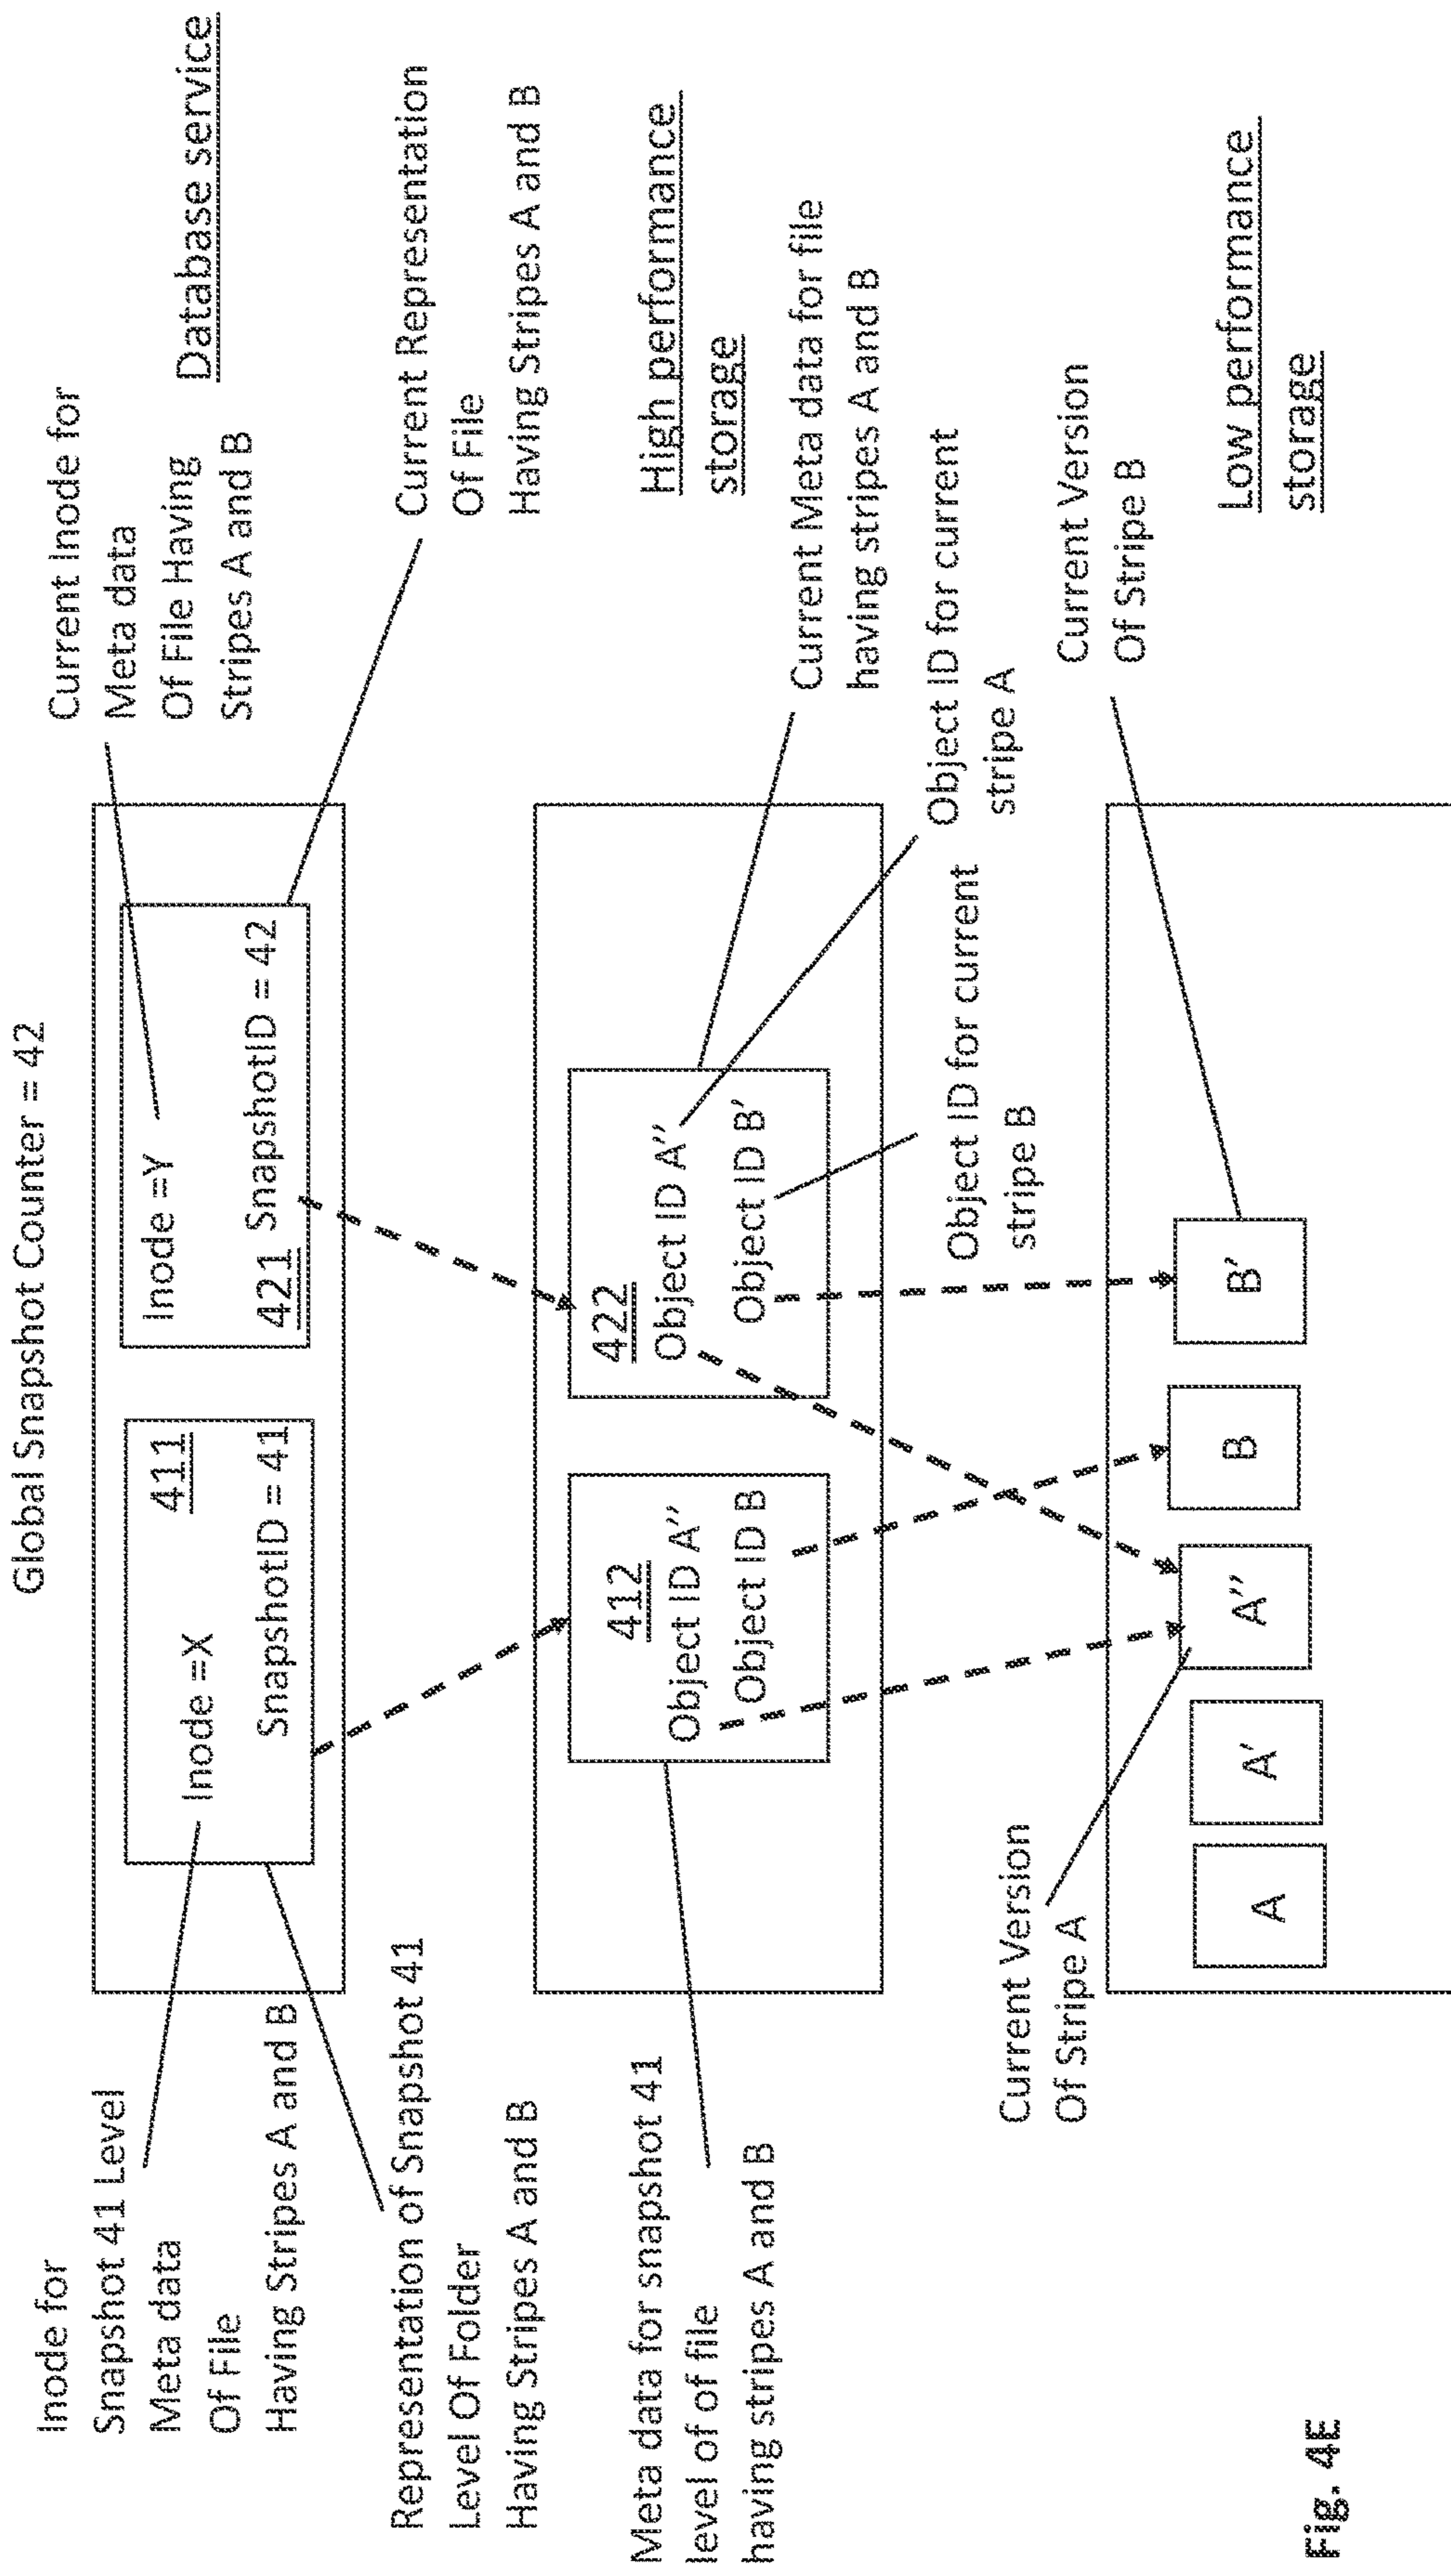 Global Snapshot Counter = 42
Inode for
Snapshot 41 Level
Meta data
Of File
Having Stripes A and B
Inode =X
411
SnapshotID = 41
Inode =Y
421 SnapshotID = 42
Current Inode for
Meta data
Of File Having
Stripes A and B
Database service
Representation of Snapshot 41
Level Of Folder
Having Stripes A and B
Current Representation
Of File
Having Stripes A and B
Meta data for snapshot 41
level of of file
having stripes A and B
412
Object ID A''
Object ID B
422
Object ID A''
Object ID B'
High performance
storage
Current Meta data for file
having stripes A and B
Object ID for current
stripe A
Object ID for current
stripe B
Current Version
Of Stripe A
Current Version
Of Stripe B
A
A'
A''
B
B'
Low performance
storage
Fig. 4E